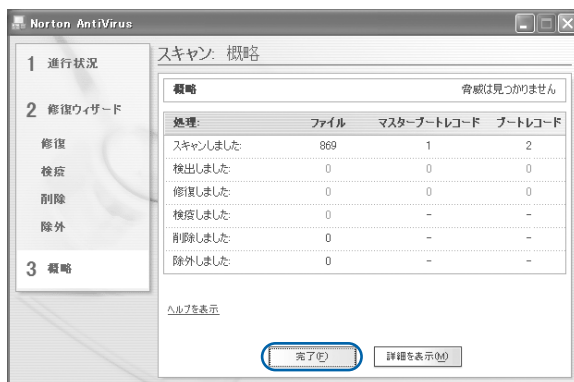 Norton AntiVirus
1 進行状況
2 修復ウィザード
修復
検疫
削除
除外
3 概略
スキャン: 概略
概略 脅威は見つかりません
処理: ファイル マスターブートレコード ブートレコード
スキャンしました: 869 1 2
検出しました: 0 0 0
修復しました: 0 0 0
検疫しました: 0 - -
削除しました: 0 - -
除外しました: 0 - -
ヘルプを表示
完了(F) 詳細を表示(M)